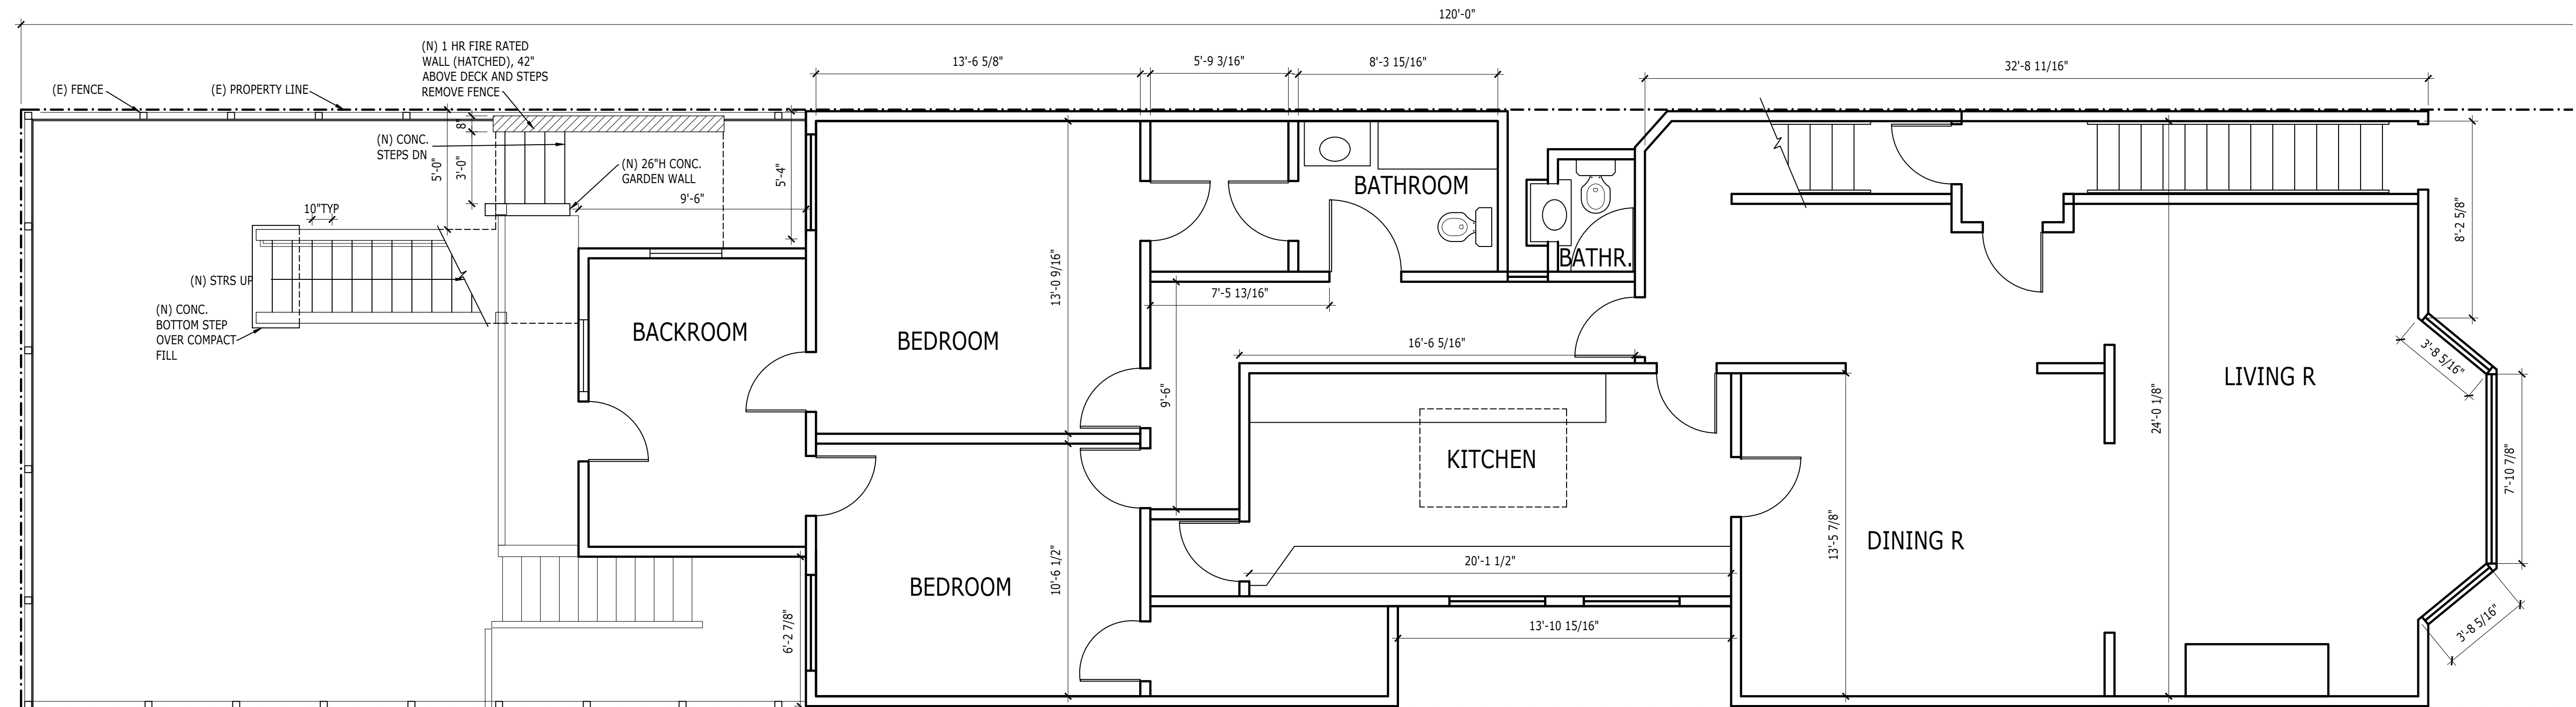 120'-0"
(N) 1 HR FIRE RATED
WALL (HATCHED), 42"
ABOVE DECK AND STEPS
REMOVE FENCE
13'-6 5/8"
5'-9 3/16"
8'-3 15/16"
32'-8 11/16"
(E) FENCE
(E) PROPERTY LINE
8"
(N) CONC.
STEPS DN
5'-0"
3'-0"
(N) 26"H CONC.
GARDEN WALL
5'-4"
9'-6"
10"TYP
BATHROOM
BATHR.
8'-2 5/8"
(N) STRS UP
13'-0 9/16"
7'-5 13/16"
(N) CONC.
BOTTOM STEP
OVER COMPACT
FILL
BACKROOM
BEDROOM
16'-6 5/16"
3'-8 5/16"
LIVING R
9'-6"
24'-0 1/8"
KITCHEN
7'-10 7/8"
DINING R
13'-5 7/8"
20'-1 1/2"
10'-6 1/2"
BEDROOM
6'-2 7/8"
13'-10 15/16"
3'-8 5/16"